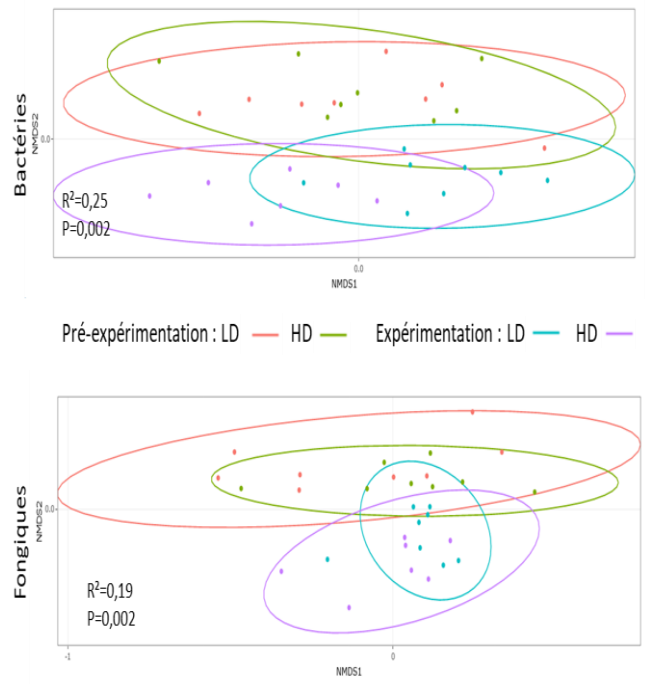 Bactéries
NMDS2
0.0
R²=0,25
P=0,002
0.0
NMDS1
Pré-expérimentation : LD HD Expérimentation : LD HD
Fongiques
NMDS2
0.0
R²=0,19
P=0,002
-1 0
NMDS1